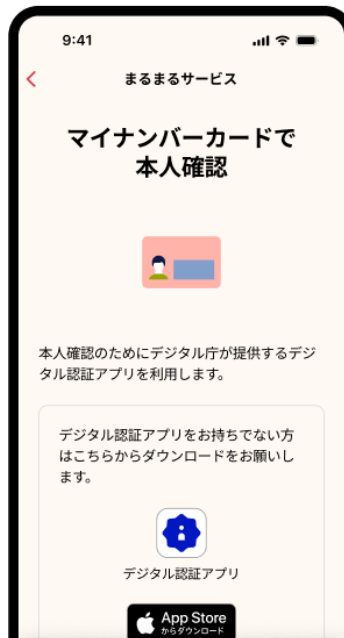 9:41
まるまるサービス
マイナンバーカードで
本人確認
本人確認のためにデジタル庁が提供するデジ
タル認証アプリを利用します。
デジタル認証アプリをお持ちでない方
はこちらからダウンロードをお願いし
ます。
デジタル認証アプリ
App Store
からダウンロード